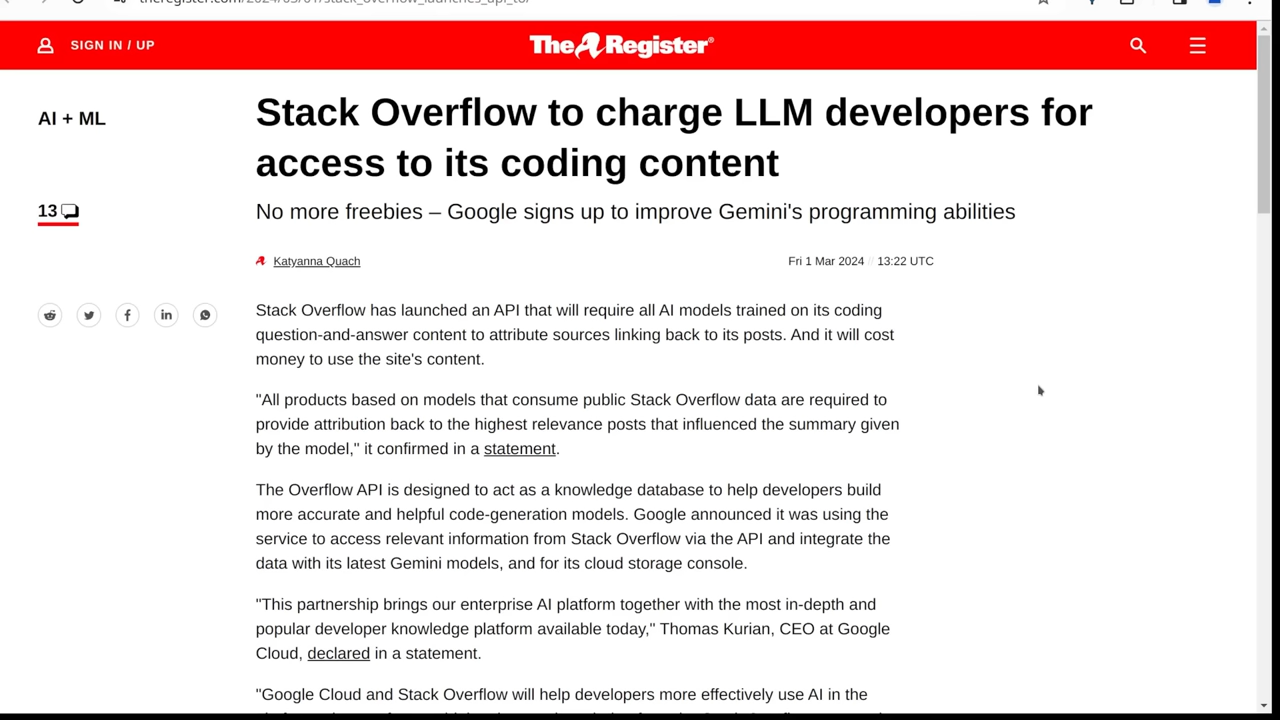 theregister.com/2024/03/01/stack_overflow_launches_api_to/
SIGN IN / UP
The Register®
AI + ML
Stack Overflow to charge LLM developers for
access to its coding content
13
No more freebies – Google signs up to improve Gemini's programming abilities
Katyanna Quach
Fri 1 Mar 2024 // 13:22 UTC
Stack Overflow has launched an API that will require all AI models trained on its coding
question-and-answer content to attribute sources linking back to its posts. And it will cost
money to use the site's content.
"All products based on models that consume public Stack Overflow data are required to
provide attribution back to the highest relevance posts that influenced the summary given
by the model," it confirmed in a statement.
The Overflow API is designed to act as a knowledge database to help developers build
more accurate and helpful code-generation models. Google announced it was using the
service to access relevant information from Stack Overflow via the API and integrate the
data with its latest Gemini models, and for its cloud storage console.
"This partnership brings our enterprise AI platform together with the most in-depth and
popular developer knowledge platform available today," Thomas Kurian, CEO at Google
Cloud, declared in a statement.
"Google Cloud and Stack Overflow will help developers more effectively use AI in the